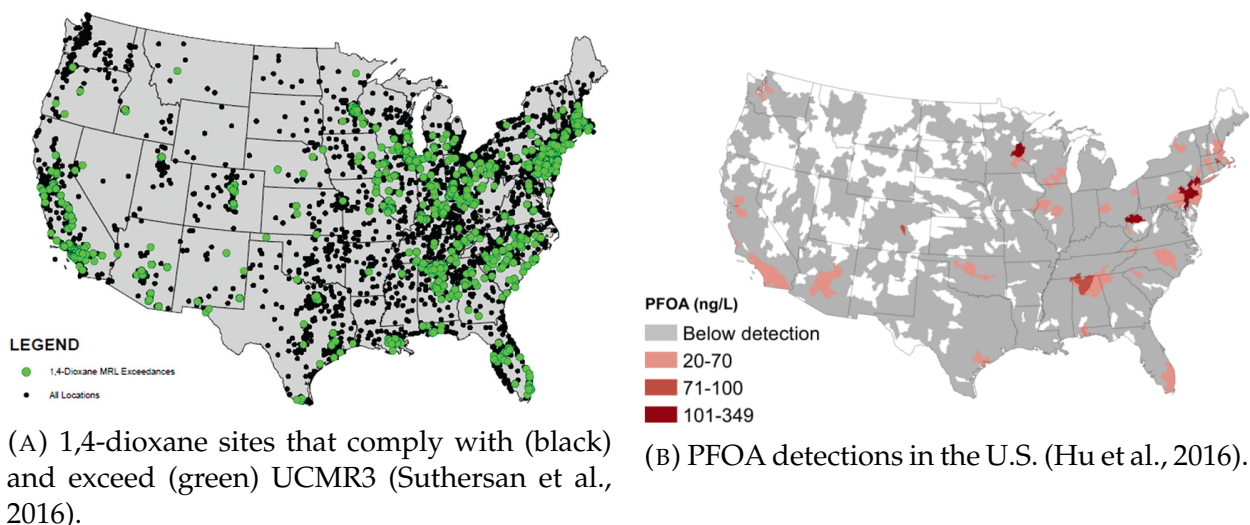 LEGEND
1,4-Dioxane MRL Exceedances
All Locations
(A) 1,4-dioxane sites that comply with (black)
and exceed (green) UCMR3 (Suthersan et al.,
2016).
PFOA (ng/L)
Below detection
20-70
71-100
101-349
(B) PFOA detections in the U.S. (Hu et al., 2016).